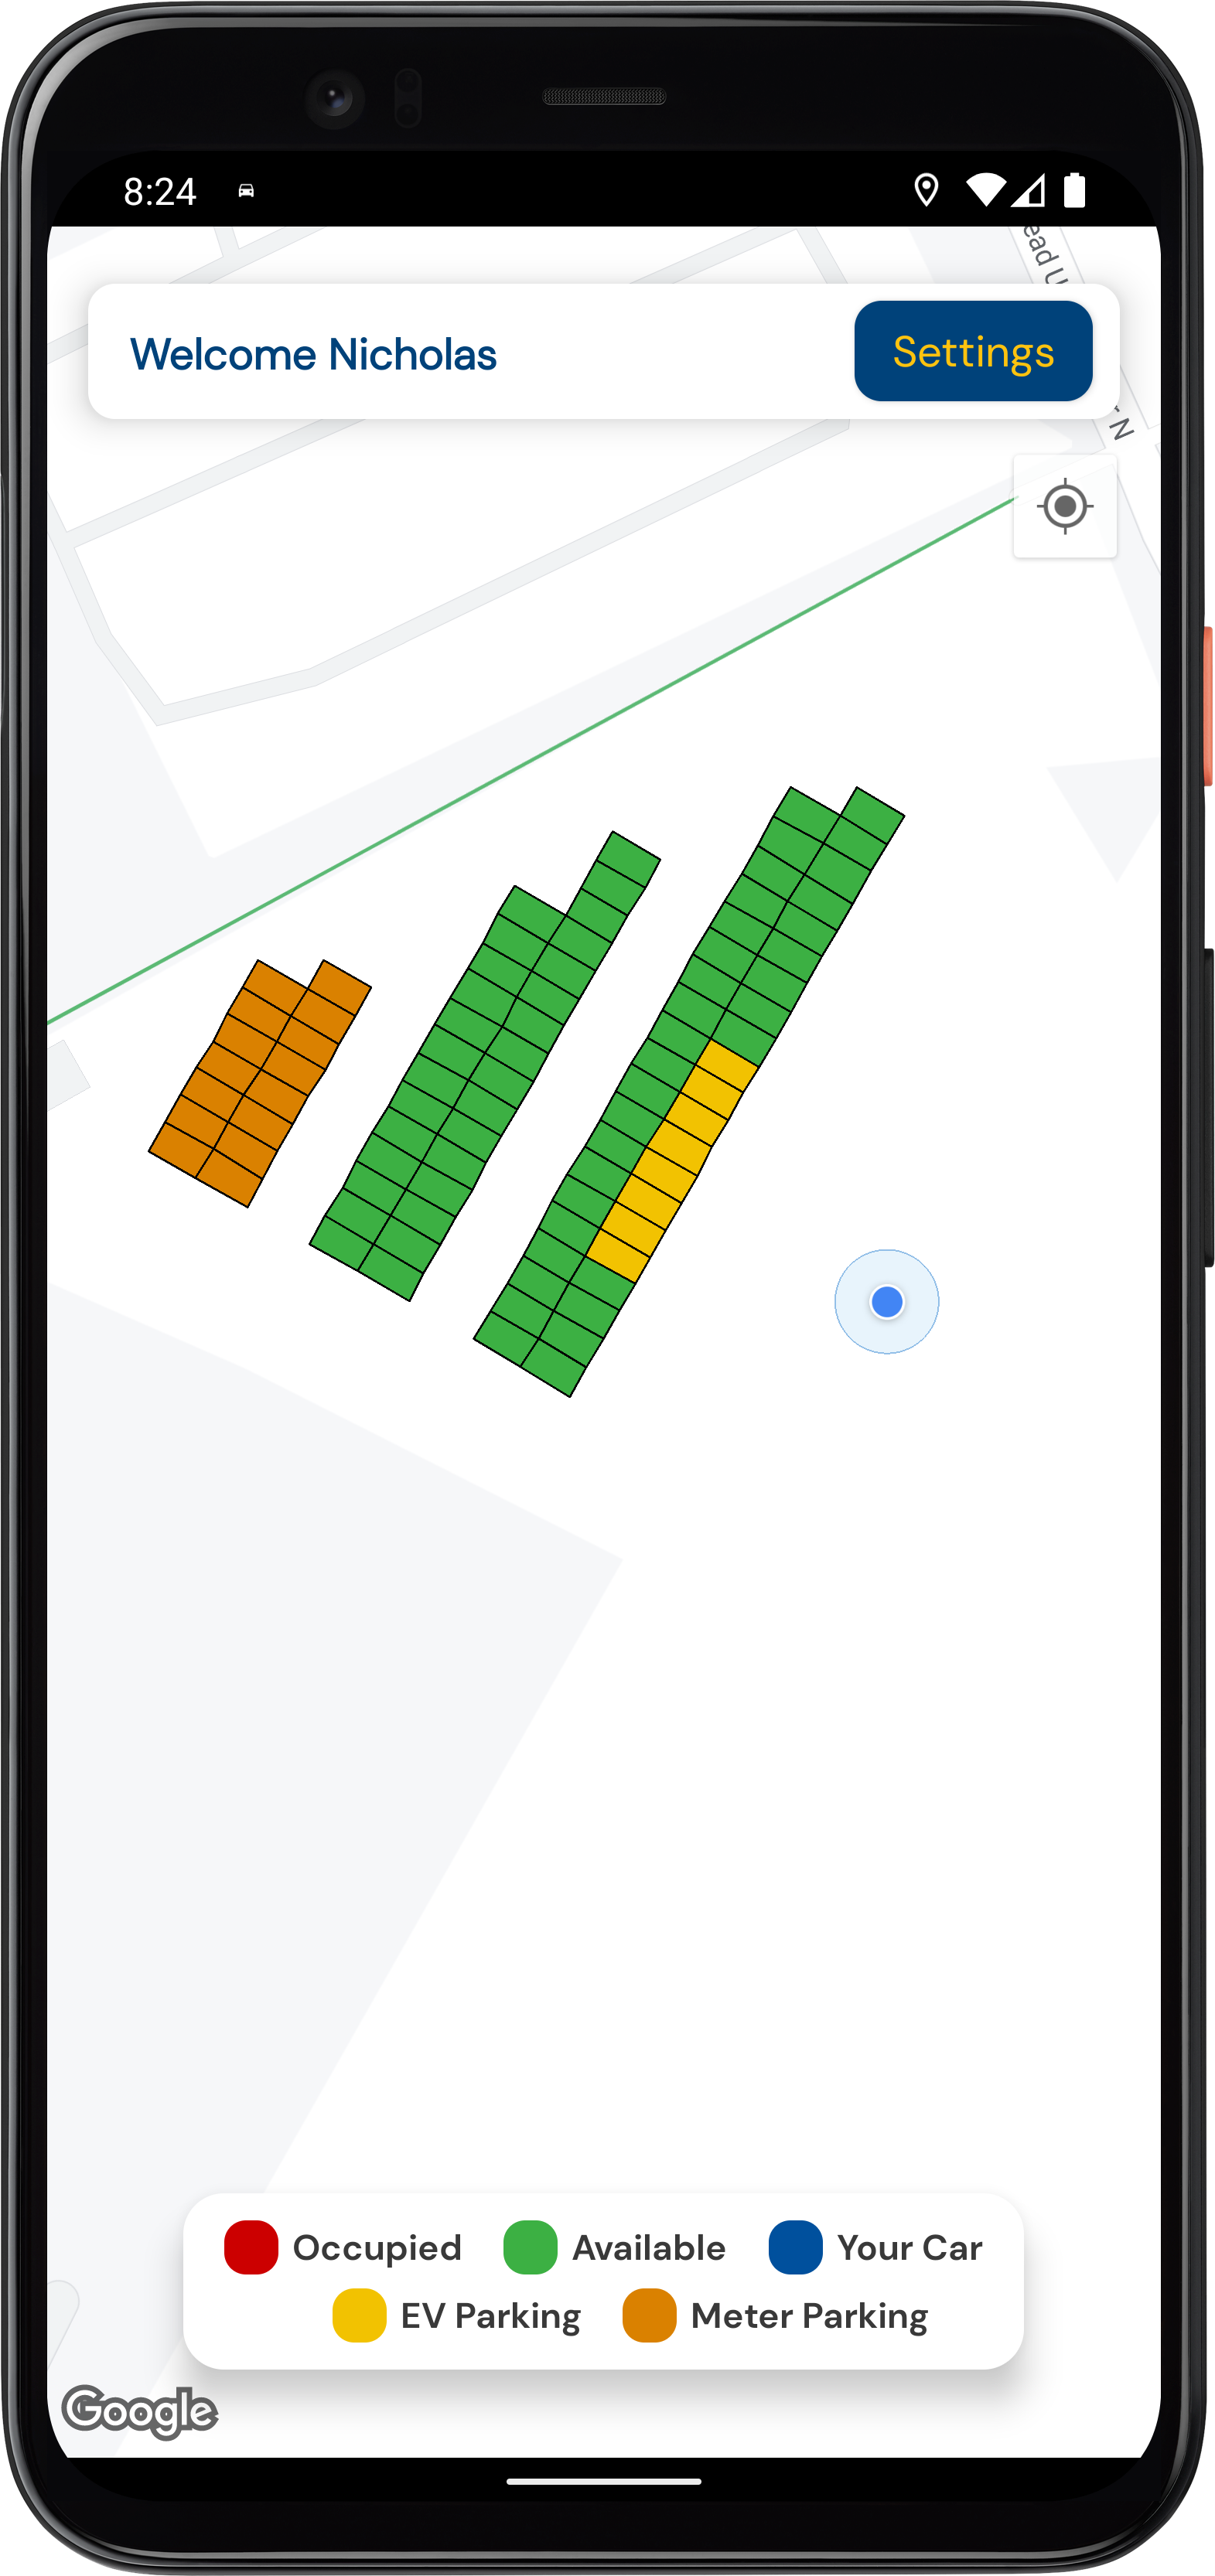 8:24
ead U
Welcome Nicholas
Settings
r N
Occupied
Available
Your Car
EV Parking
Meter Parking
Google